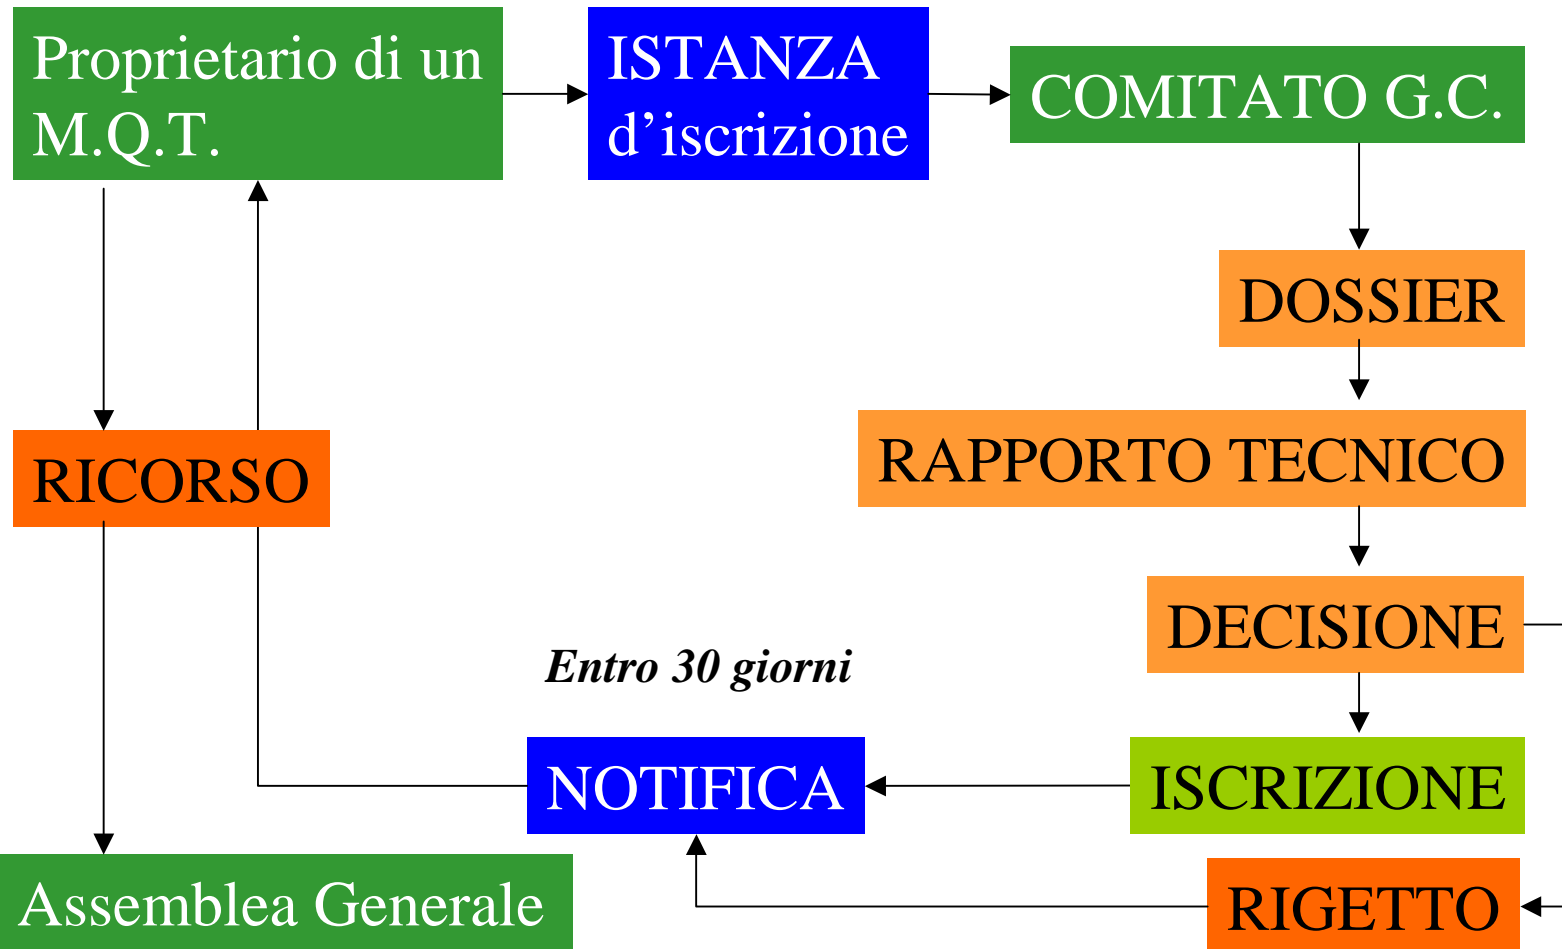 Proprietario di un
M.Q.T.
ISTANZA
d’iscrizione
COMITATO G.C.
DOSSIER
RAPPORTO TECNICO
RICORSO
DECISIONE
Entro 30 giorni
NOTIFICA
ISCRIZIONE
Assemblea Generale
RIGETTO